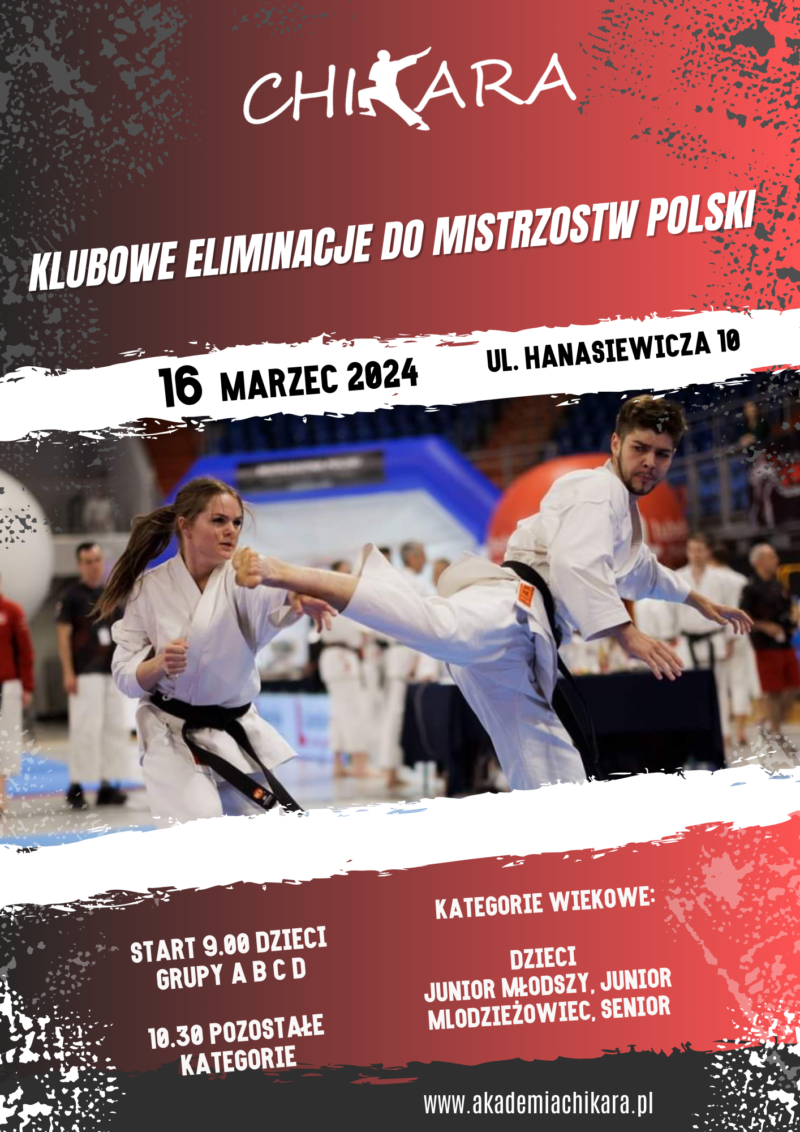 CHIKARA
KLUBOWE ELIMINACJE DO MISTRZOSTW POLSKI
16 MARZEC 2024
UL. HANASIEWICZA 10
START 9.00 DZIECI
GRUPY A B C D
10.30 POZOSTAŁE
KATEGORIE
KATEGORIE WIEKOWE:
DZIECI
JUNIOR MŁODSZY, JUNIOR
MLODZIEŻOWIEC, SENIOR
www.akademiachikara.pl